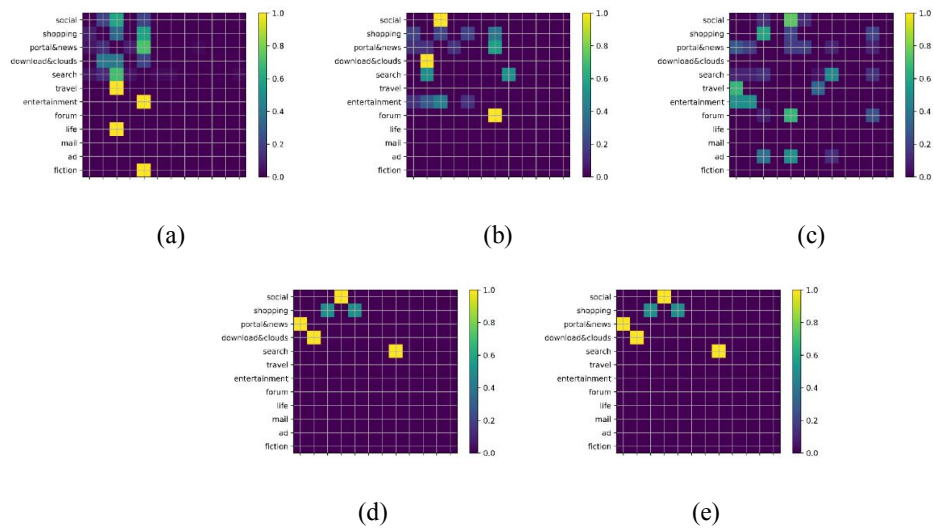 social
shopping
portal&news
download&clouds
search
travel
entertainment
forum
life
mail
ad
fiction
1.0
0.8
0.6
0.4
0.2
0.0
(a)
social
shopping
portal&news
download&clouds
search
travel
entertainment
forum
life
mail
ad
fiction
1.0
0.8
0.6
0.4
0.2
0.0
(b)
social
shopping
portal&news
download&clouds
search
travel
entertainment
forum
life
mail
ad
fiction
1.0
0.8
0.6
0.4
0.2
0.0
(c)
social
shopping
portal&news
download&clouds
search
travel
entertainment
forum
life
mail
ad
fiction
1.0
0.8
0.6
0.4
0.2
0.0
(d)
social
shopping
portal&news
download&clouds
search
travel
entertainment
forum
life
mail
ad
fiction
1.0
0.8
0.6
0.4
0.2
0.0
(e)